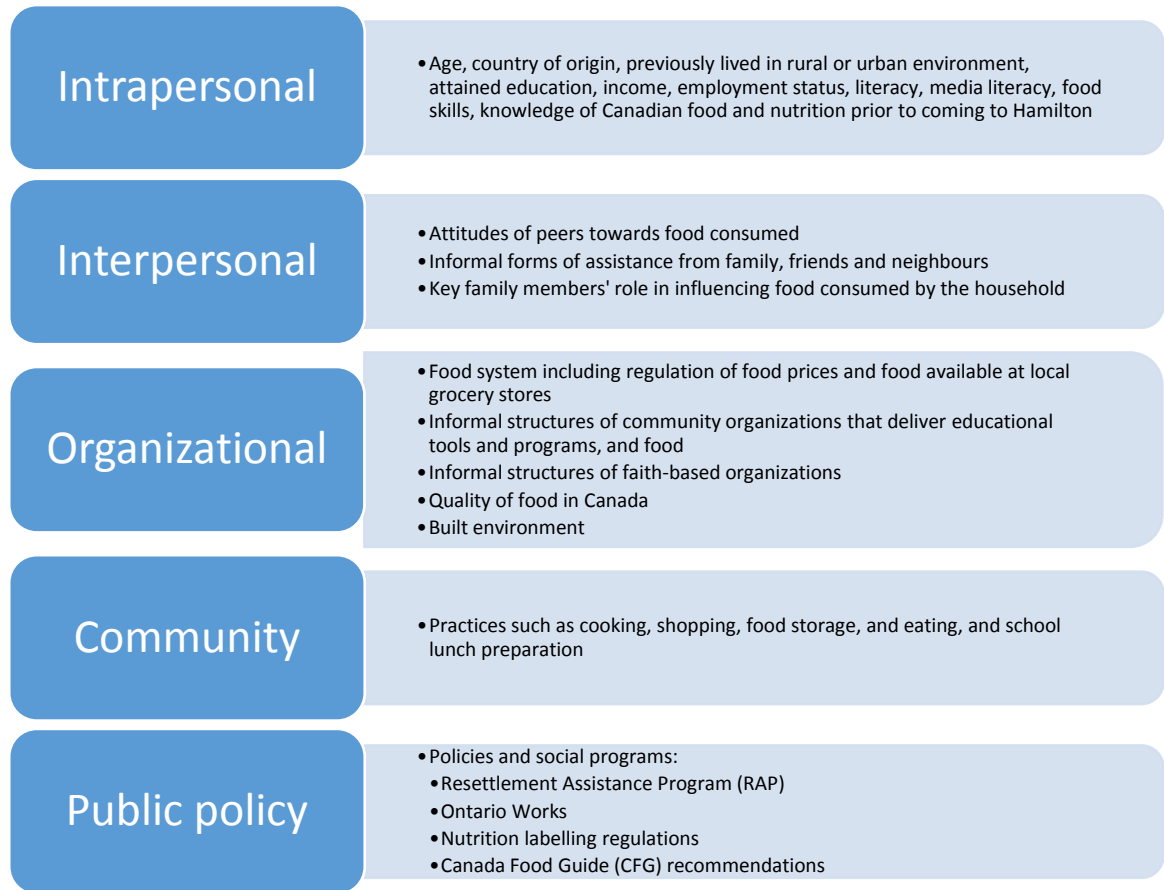 Intrapersonal
•Age, country of origin, previously lived in rural or urban environment,
attained education, income, employment status, literacy, media literacy, food
skills, knowledge of Canadian food and nutrition prior to coming to Hamilton
Interpersonal
•Attitudes of peers towards food consumed
•Informal forms of assistance from family, friends and neighbours
•Key family members' role in influencing food consumed by the household
Organizational
•Food system including regulation of food prices and food available at local
grocery stores
•Informal structures of community organizations that deliver educational
tools and programs, and food
•Informal structures of faith-based organizations
•Quality of food in Canada
•Built environment
Community
•Practices such as cooking, shopping, food storage, and eating, and school
lunch preparation
Public policy
•Policies and social programs:
•Resettlement Assistance Program (RAP)
•Ontario Works
•Nutrition labelling regulations
•Canada Food Guide (CFG) recommendations